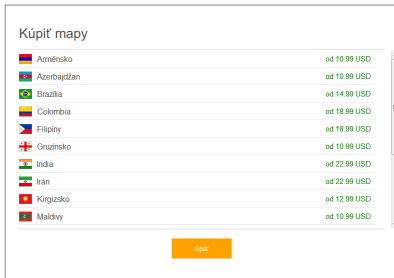 Kúpiť mapy
Arménsko od 10.99 USD
Azerbajdžan od 10.99 USD
Brazília od 14.99 USD
Colombia od 18.99 USD
Filipíny od 18.99 USD
Gruzínsko od 10.99 USD
India od 22.99 USD
Irán od 22.99 USD
Kirgizsko od 12.99 USD
Maldivy od 10.99 USD
Späť